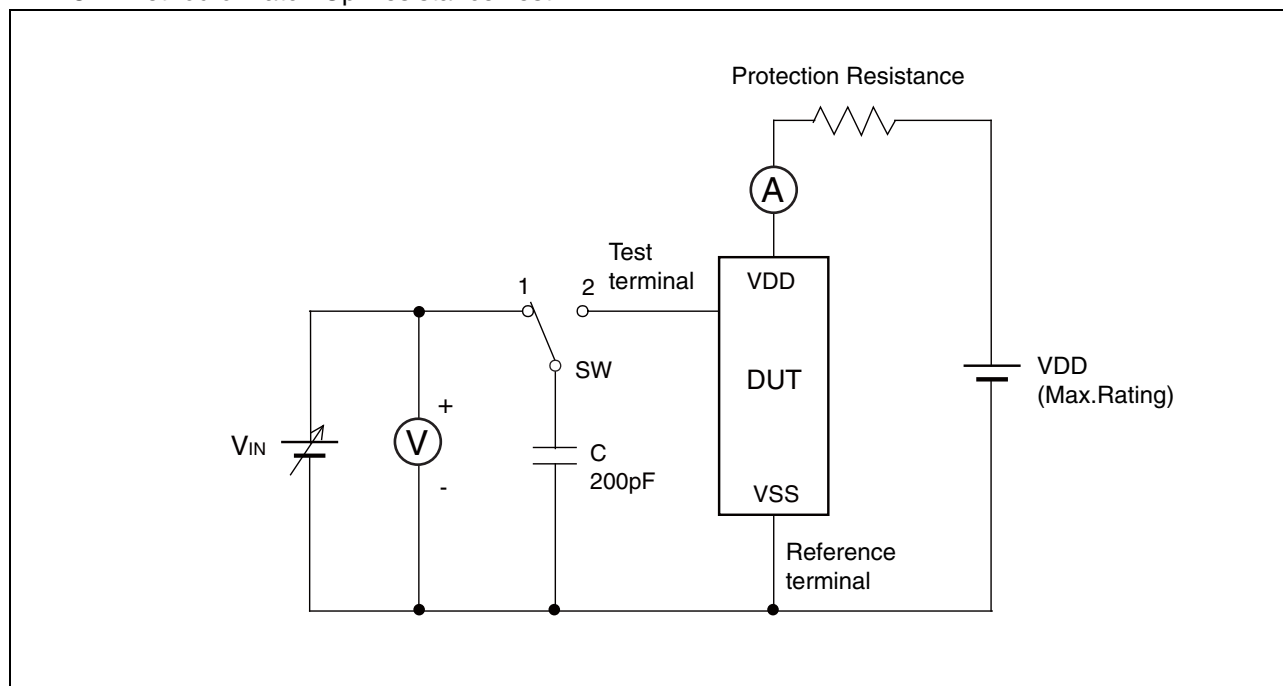 Protection Resistance
A
Test
terminal
1
2
VDD
SW
DUT
VDD
(Max.Rating)
VIN
+
V
-
C
200pF
VSS
Reference
terminal